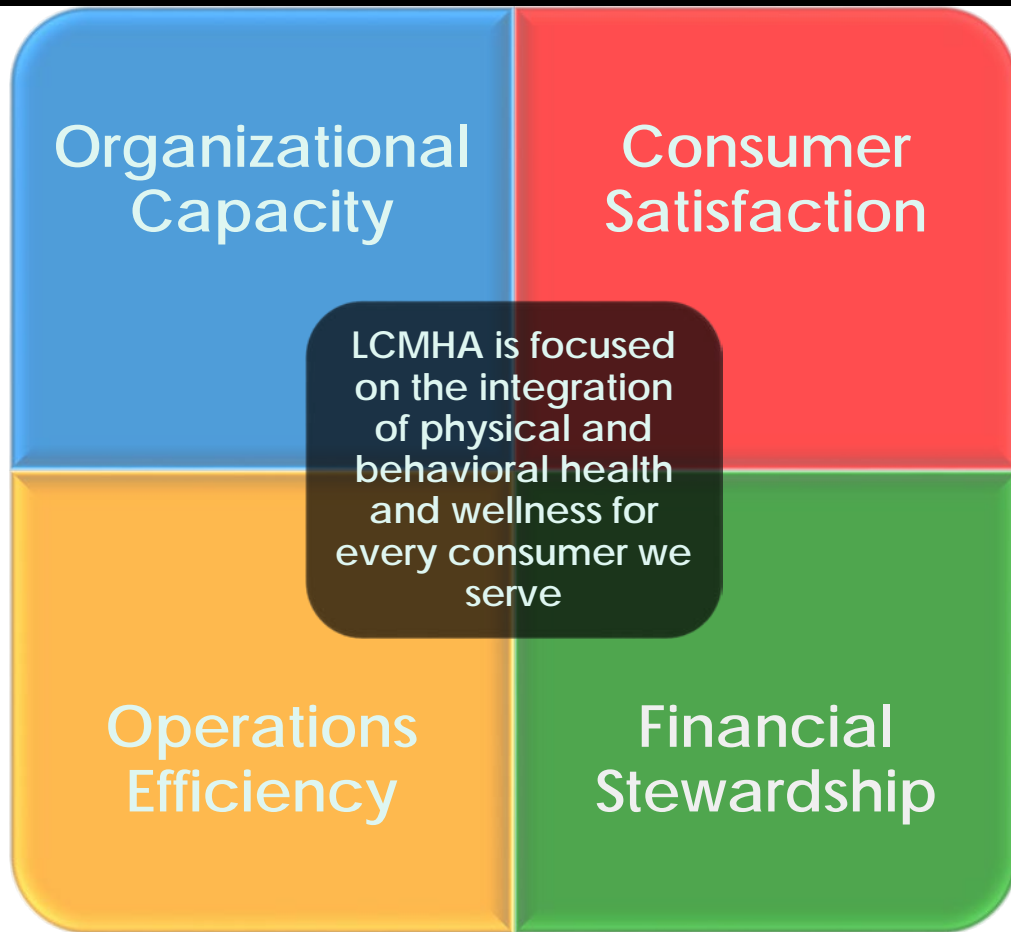 Organizational
Capacity
Consumer
Satisfaction
LCMHA is focused
on the integration
of physical and
behavioral health
and wellness for
every consumer we
serve
Operations
Efficiency
Financial
Stewardship